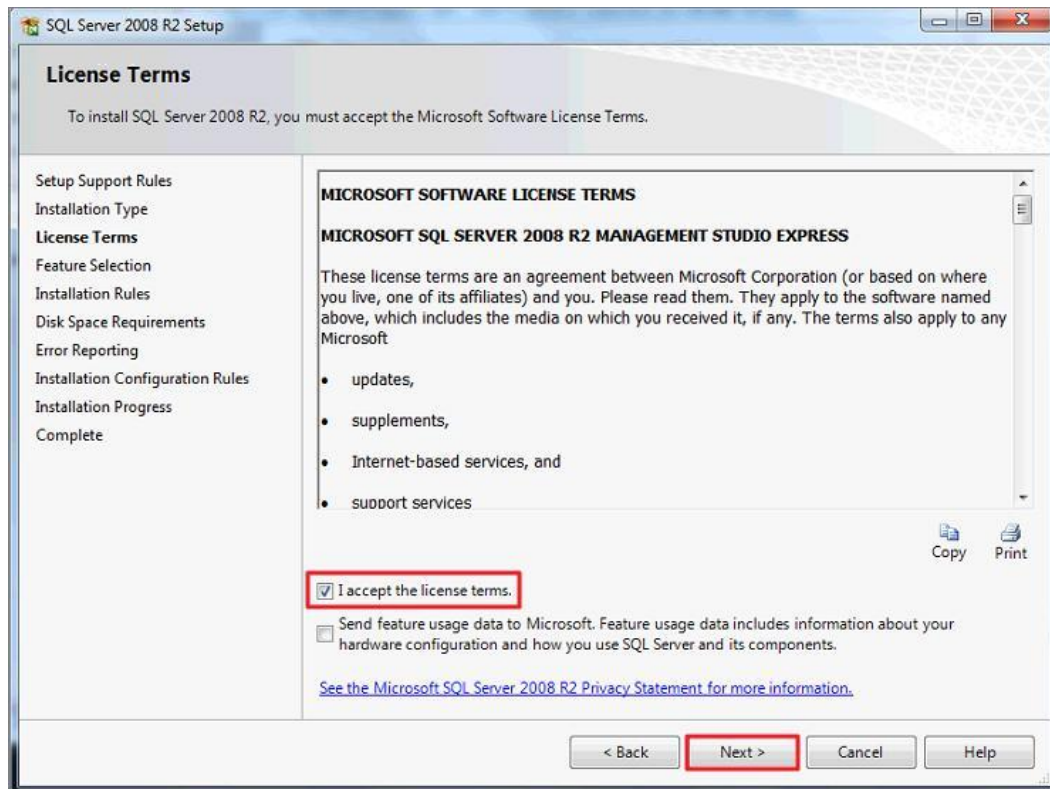 SQL Server 2008 R2 Setup
License Terms
To install SQL Server 2008 R2, you must accept the Microsoft Software License Terms.
Setup Support Rules
Installation Type
License Terms
Feature Selection
Installation Rules
Disk Space Requirements
Error Reporting
Installation Configuration Rules
Installation Progress
Complete
MICROSOFT SOFTWARE LICENSE TERMS
MICROSOFT SQL SERVER 2008 R2 MANAGEMENT STUDIO EXPRESS
These license terms are an agreement between Microsoft Corporation (or based on where
you live, one of its affiliates) and you. Please read them. They apply to the software named
above, which includes the media on which you received it, if any. The terms also apply to any
Microsoft
• updates,
• supplements,
• Internet-based services, and
• support services
Copy Print
I accept the license terms.
Send feature usage data to Microsoft. Feature usage data includes information about your
hardware configuration and how you use SQL Server and its components.
See the Microsoft SQL Server 2008 R2 Privacy Statement for more information.
< Back Next > Cancel Help